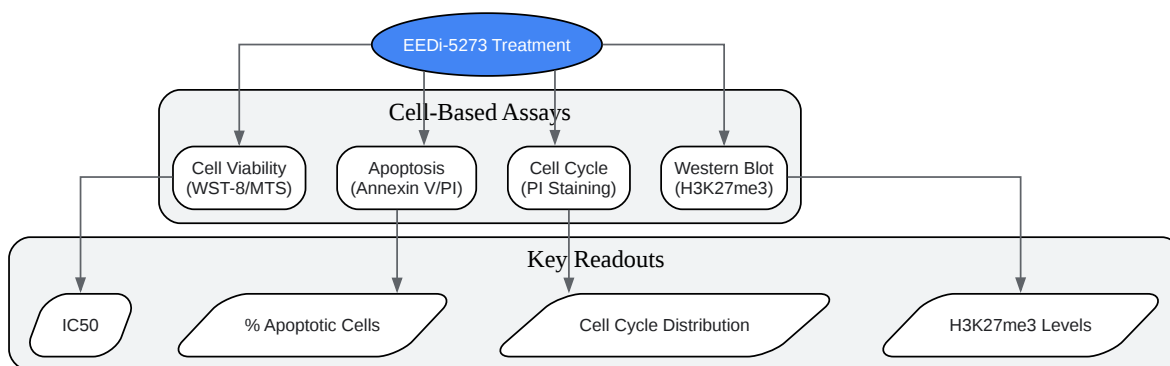 EEDi-5273 Treatment
Cell-Based Assays
Cell Viability
(WST-8/MTS)
Apoptosis
(Annexin V/PI)
Cell Cycle
(PI Staining)
Western Blot
(H3K27me3)
Key Readouts
IC50
% Apoptotic Cells
Cell Cycle Distribution
H3K27me3 Levels